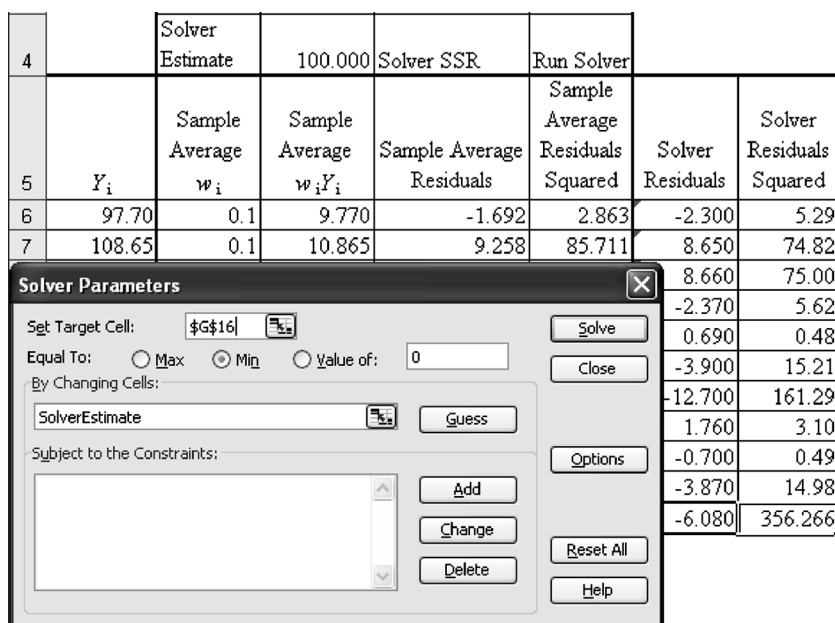 Solver
4 Estimate 100.000 Solver SSR Run Solver
Sample
Sample Sample Average Solver
Average Average Sample Average Residuals Solver Residuals
5 Yi wi wiYi Residuals Squared Residuals Squared
6 97.70 0.1 9.770 -1.692 2.863 -2.300 5.29
7 108.65 0.1 10.865 9.258 85.711 8.650 74.82
8.660 75.00
-2.370 5.62
0.690 0.48
-3.900 15.21
-12.700 161.29
1.760 3.10
-0.700 0.49
-3.870 14.98
-6.080 356.266
Solver Parameters
Set Target Cell: $G$16 Solve
Equal To: Max Min Value of: 0 Close
By Changing Cells:
SolverEstimate Guess
Subject to the Constraints: Options
Add
Change
Reset All
Delete
Help